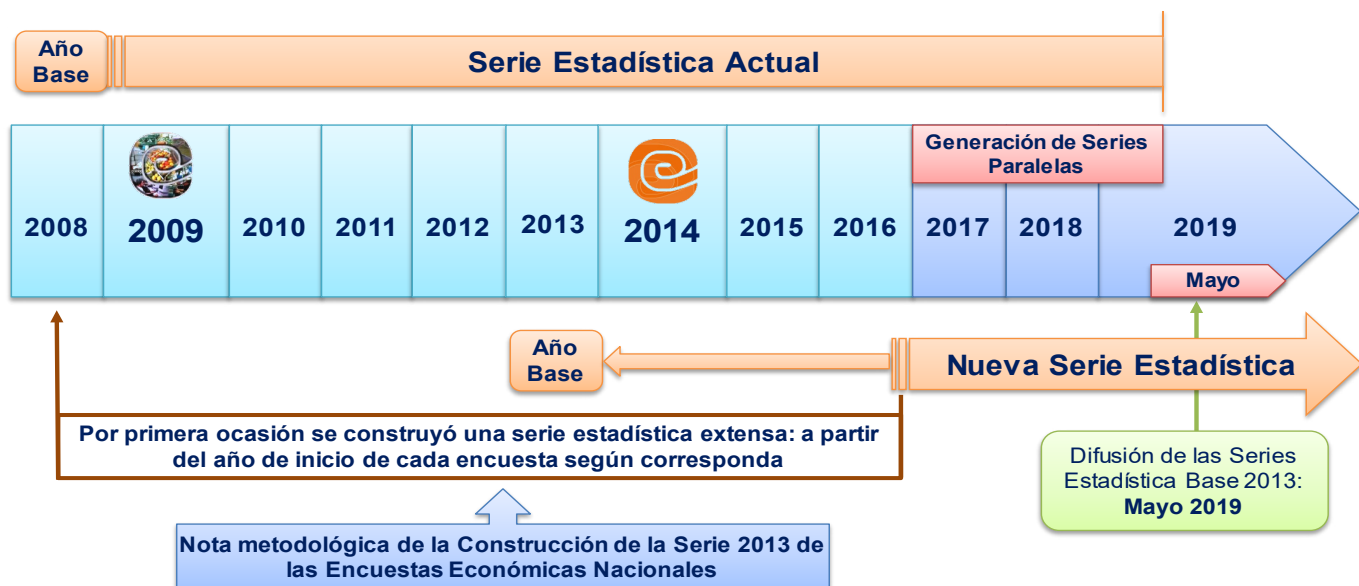 Año
Base
Serie Estadística Actual
Generación de Series
Paralelas
2008
2009
2010
2011
2012
2013
2014
2015
2016
2017
2018
2019
Mayo
Año
Base
Nueva Serie Estadística
Por primera ocasión se construyó una serie estadística extensa: a partir
del año de inicio de cada encuesta según corresponda
Difusión de las Series
Estadística Base 2013:
Mayo 2019
Nota metodológica de la Construcción de la Serie 2013 de
las Encuestas Económicas Nacionales